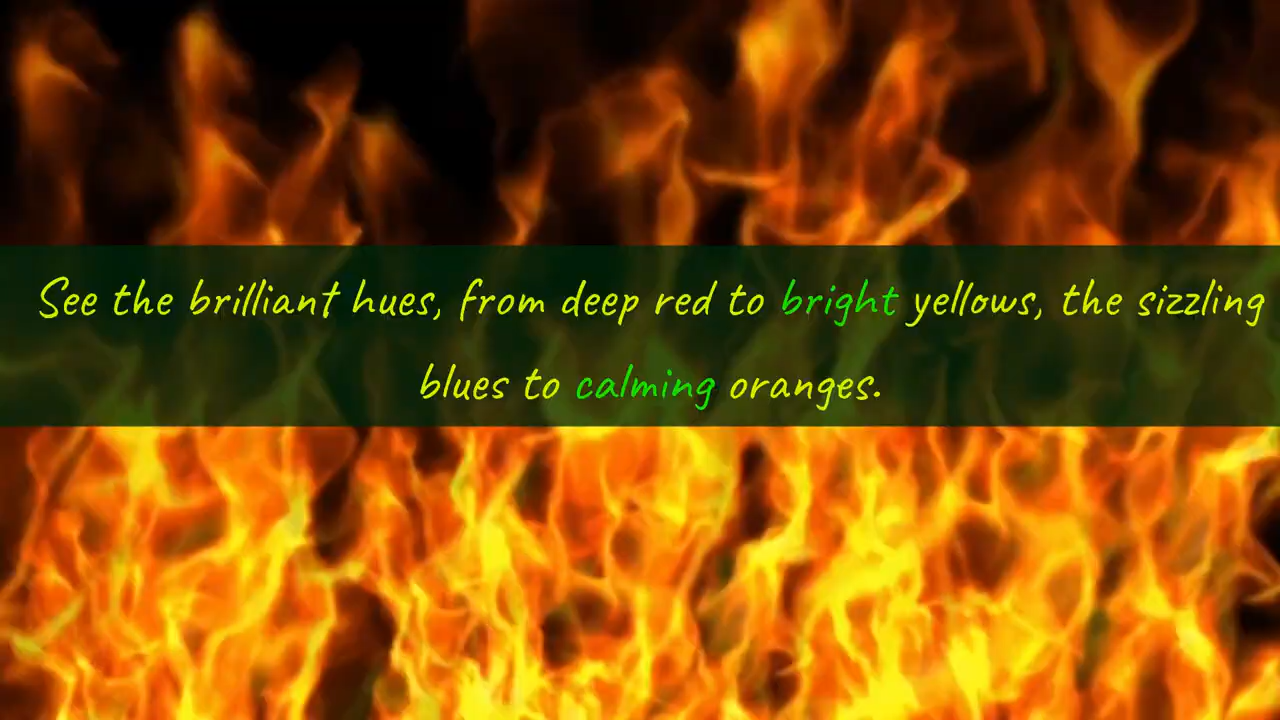 See the brilliant hues, from deep red to bright yellows, the sizzling
blues to calming oranges.